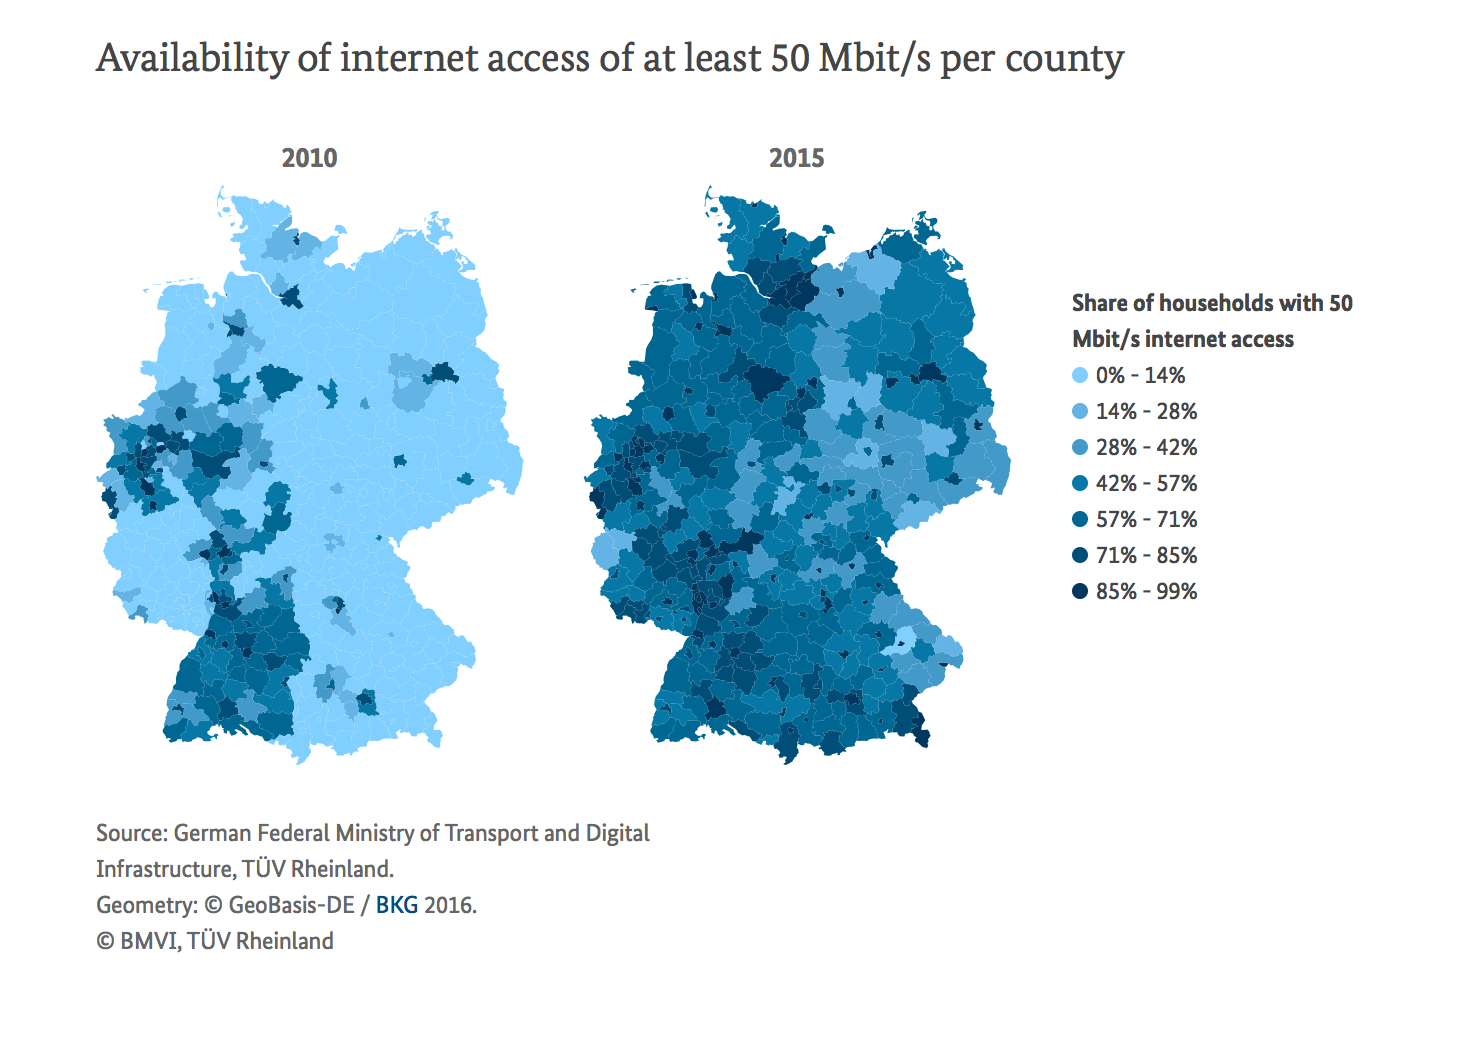 Availability of internet access of at least 50 Mbit/s per county
2010
2015
Share of households with 50
Mbit/s internet access
0% - 14%
14% - 28%
28% - 42%
42% - 57%
57% - 71%
71% - 85%
85% - 99%
Source: German Federal Ministry of Transport and Digital
Infrastructure, TÜV Rheinland.
Geometry: © GeoBasis-DE / BKG 2016.
© BMVI, TÜV Rheinland